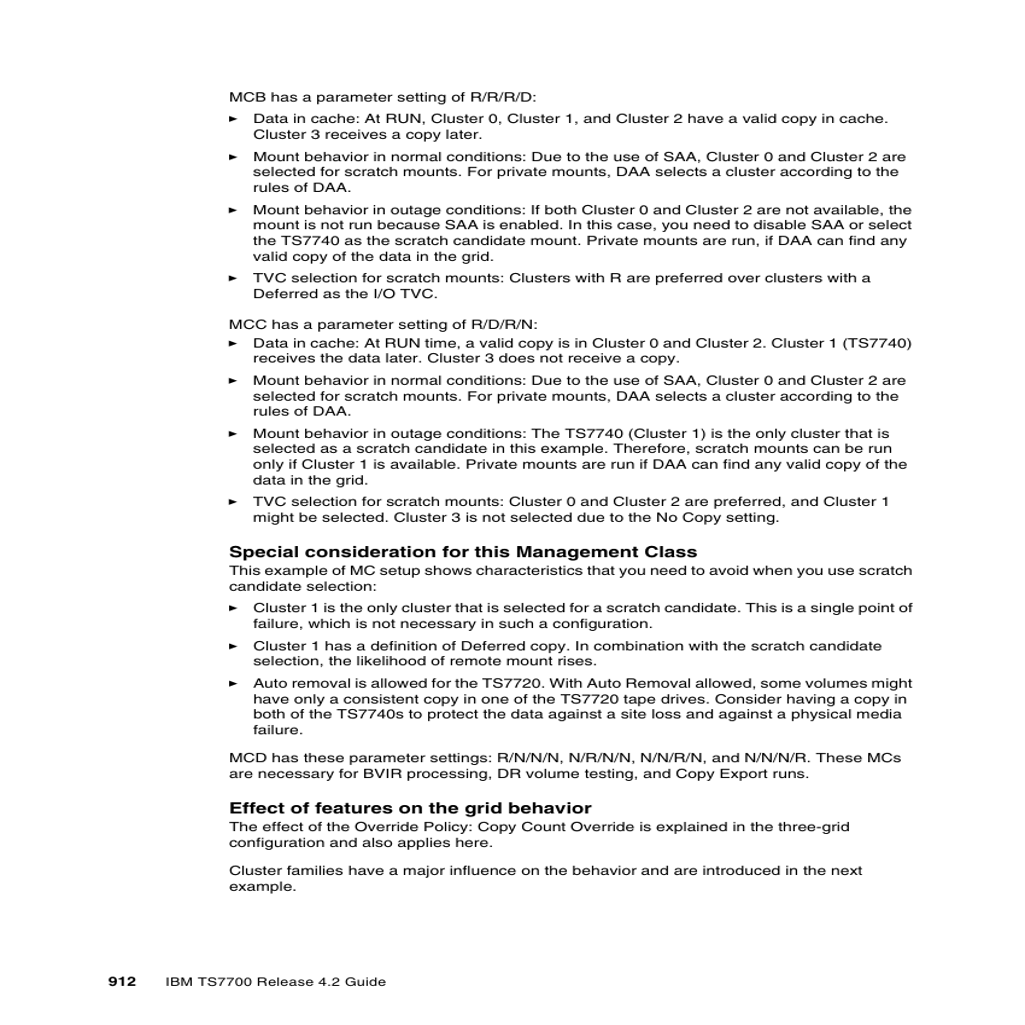 MCB has a parameter setting of R/R/R/D:
► Data in cache: At RUN, Cluster 0, Cluster 1, and Cluster 2 have a valid copy in cache.
Cluster 3 receives a copy later.
► Mount behavior in normal conditions: Due to the use of SAA, Cluster 0 and Cluster 2 are
selected for scratch mounts. For private mounts, DAA selects a cluster according to the
rules of DAA.
► Mount behavior in outage conditions: If both Cluster 0 and Cluster 2 are not available, the
mount is not run because SAA is enabled. In this case, you need to disable SAA or select
the TS7740 as the scratch candidate mount. Private mounts are run, if DAA can find any
valid copy of the data in the grid.
► TVC selection for scratch mounts: Clusters with R are preferred over clusters with a
Deferred as the I/O TVC.
MCC has a parameter setting of R/D/R/N:
► Data in cache: At RUN time, a valid copy is in Cluster 0 and Cluster 2. Cluster 1 (TS7740)
receives the data later. Cluster 3 does not receive a copy.
► Mount behavior in normal conditions: Due to the use of SAA, Cluster 0 and Cluster 2 are
selected for scratch mounts. For private mounts, DAA selects a cluster according to the
rules of DAA.
► Mount behavior in outage conditions: The TS7740 (Cluster 1) is the only cluster that is
selected as a scratch candidate in this example. Therefore, scratch mounts can be run
only if Cluster 1 is available. Private mounts are run if DAA can find any valid copy of the
data in the grid.
► TVC selection for scratch mounts: Cluster 0 and Cluster 2 are preferred, and Cluster 1
might be selected. Cluster 3 is not selected due to the No Copy setting.
Special consideration for this Management Class
This example of MC setup shows characteristics that you need to avoid when you use scratch
candidate selection:
► Cluster 1 is the only cluster that is selected for a scratch candidate. This is a single point of
failure, which is not necessary in such a configuration.
► Cluster 1 has a definition of Deferred copy. In combination with the scratch candidate
selection, the likelihood of remote mount rises.
► Auto removal is allowed for the TS7720. With Auto Removal allowed, some volumes might
have only a consistent copy in one of the TS7720 tape drives. Consider having a copy in
both of the TS7740s to protect the data against a site loss and against a physical media
failure.
MCD has these parameter settings: R/N/N/N, N/R/N/N, N/N/R/N, and N/N/N/R. These MCs
are necessary for BVIR processing, DR volume testing, and Copy Export runs.
Effect of features on the grid behavior
The effect of the Override Policy: Copy Count Override is explained in the three-grid
configuration and also applies here.
Cluster families have a major influence on the behavior and are introduced in the next
example.
912 IBM TS7700 Release 4.2 Guide